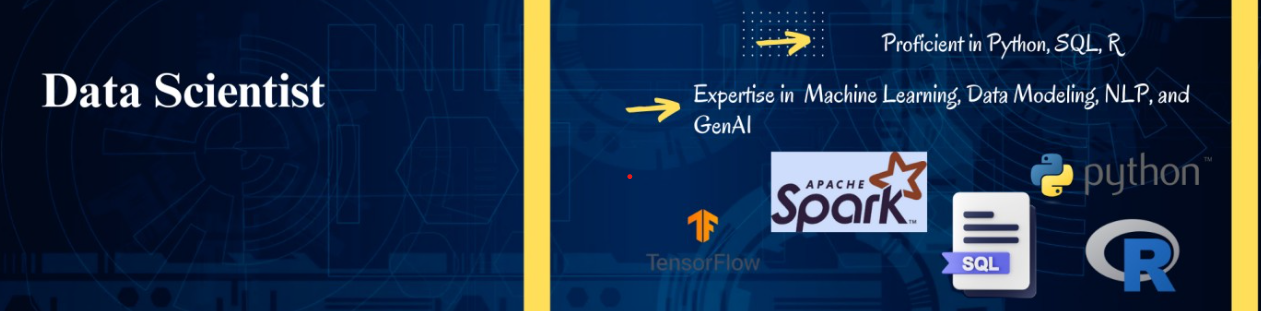 Data Scientist
Proficient in Python, SQL, R
Expertise in Machine Learning, Data Modeling, NLP, and
GenAI
APACHE
Spark™
python™
TF
TensorFlow
SQL
R